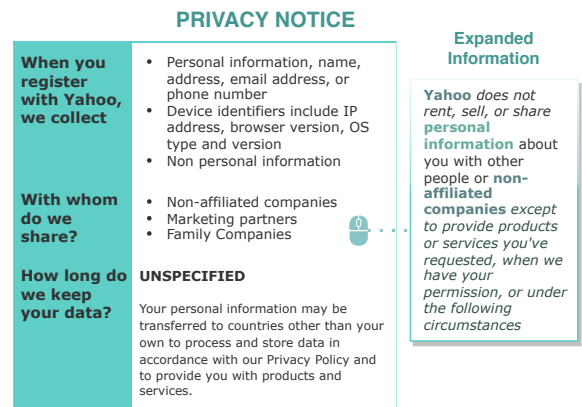 PRIVACY NOTICE
When you
register
with Yahoo,
we collect
• Personal information, name,
address, email address, or
phone number
• Device identifiers include IP
address, browser version, OS
type and version
• Non personal information
With whom
do we
share?
• Non-affiliated companies
• Marketing partners
• Family Companies
How long do
we keep
your data?
UNSPECIFIED
Your personal information may be
transferred to countries other than your
own to process and store data in
accordance with our Privacy Policy and
to provide you with products and
services.
Expanded
Information
Yahoo does not
rent, sell, or share
personal
information about
you with other
people or non-
affiliated
companies except
to provide products
or services you've
requested, when we
have your
permission, or under
the following
circumstances